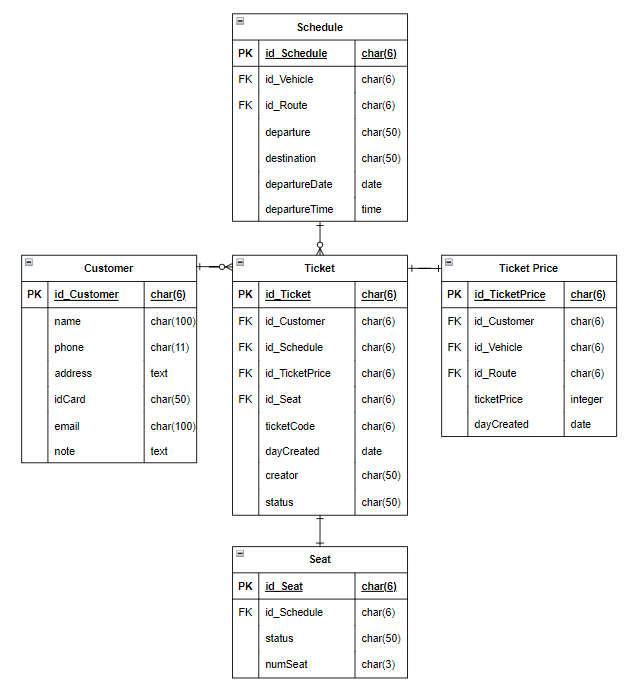 Schedule
PK id_Schedule char(6)
FK id_Vehicle char(6)
FK id_Route char(6)
departure char(50)
destination char(50)
departureDate date
departureTime time
Customer
PK id_Customer char(6)
name char(100)
phone char(11)
address text
idCard char(50)
email char(100)
note text
Ticket
PK id_Ticket char(6)
FK id_Customer char(6)
FK id_Schedule char(6)
FK id_TicketPrice char(6)
FK id_Seat char(6)
ticketCode char(6)
dayCreated date
creator char(50)
status char(50)
Ticket Price
PK id_TicketPrice char(6)
FK id_Customer char(6)
FK id_Vehicle char(6)
FK id_Route char(6)
ticketPrice integer
dayCreated date
Seat
PK id_Seat char(6)
FK id_Schedule char(6)
status char(50)
numSeat char(3)